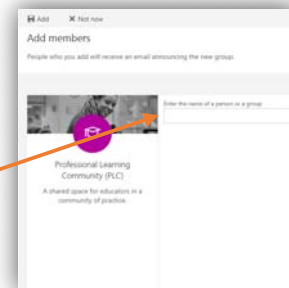 Add
Not now
Add members
People who you add will receive an email announcing the new group.
Enter the name of a person or a group
Professional Learning
Community (PLC)
A shared space for educators in a
community of practice.